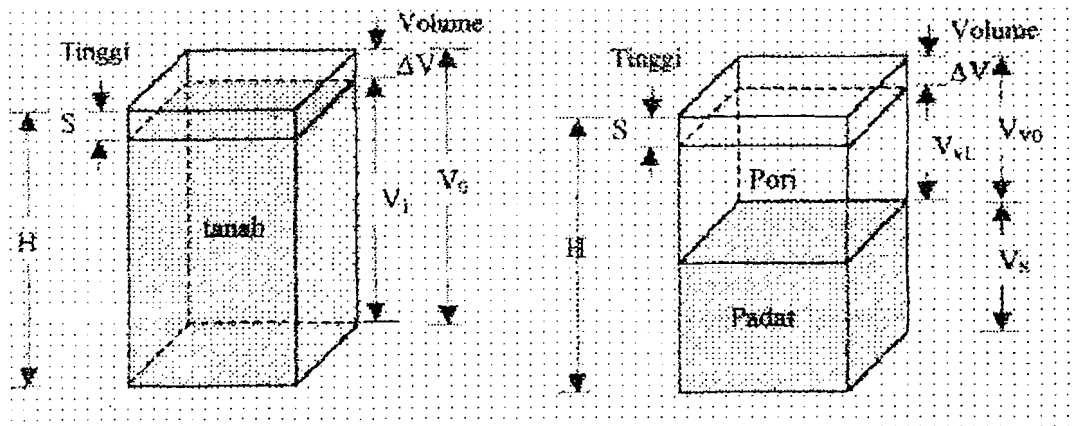 Tinggi
Volume
ΔV
S
V₀
V₁
tanah
H
Tinggi
Volume
ΔV
S
Vv0
Vv1
Pori
H
Vs
Padat